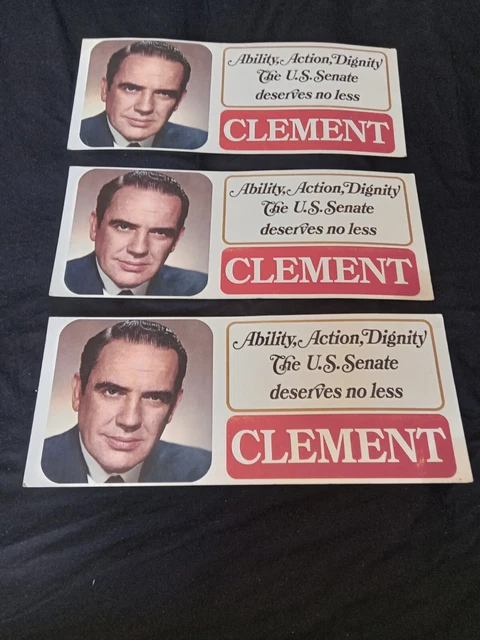 Ability, Action, Dignity
The U.S. Senate
deserves no less
CLEMENT
Ability, Action, Dignity
The U.S. Senate
deserves no less
CLEMENT
Ability, Action, Dignity
The U.S. Senate
deserves no less
CLEMENT